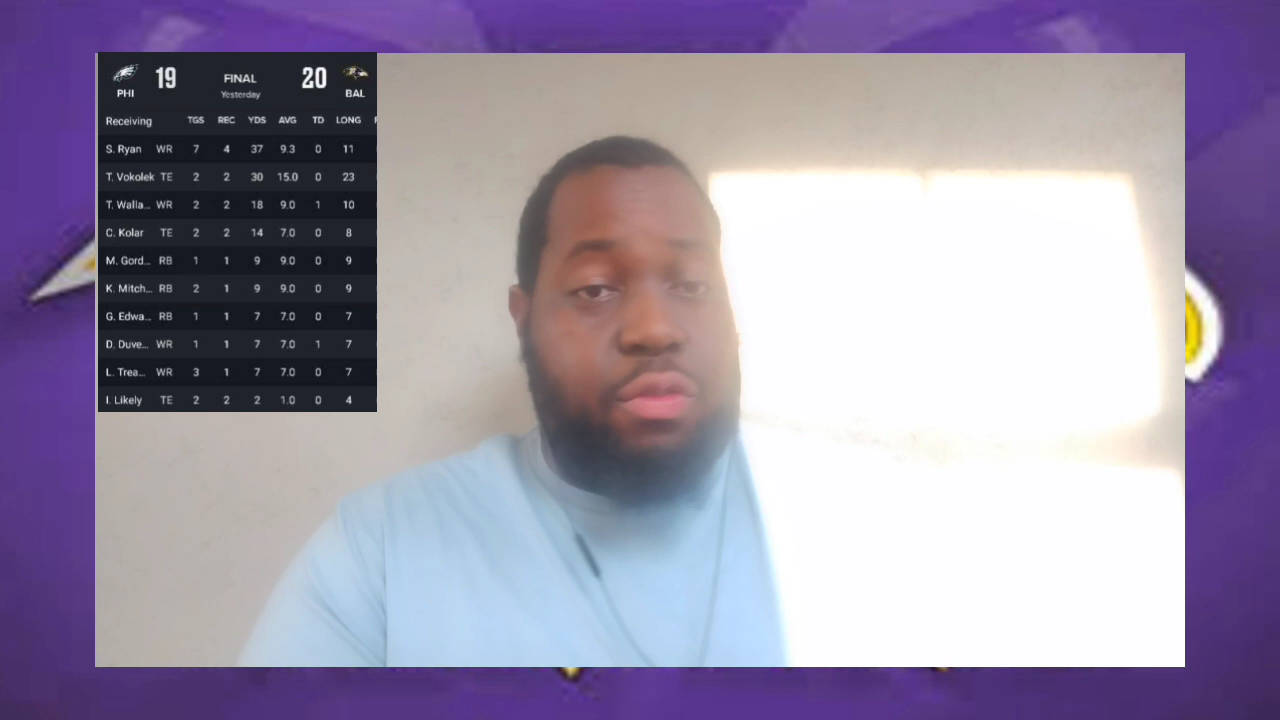 19 FINAL 20
PHI Yesterday BAL
Receiving TGS REC YDS AVG TD LONG
S. Ryan WR 7 4 37 9.3 0 11
T. Vokolek TE 2 2 30 15.0 0 23
T. Walla... WR 2 2 18 9.0 1 10
C. Kolar TE 2 2 14 7.0 0 8
M. Gord... RB 1 1 9 9.0 0 9
K. Mitch... RB 2 1 9 9.0 0 9
G. Edwa... RB 1 1 7 7.0 0 7
D. Duve... WR 1 1 7 7.0 1 7
L. Trea... WR 3 1 7 7.0 0 7
I. Likely TE 2 2 2 1.0 0 4